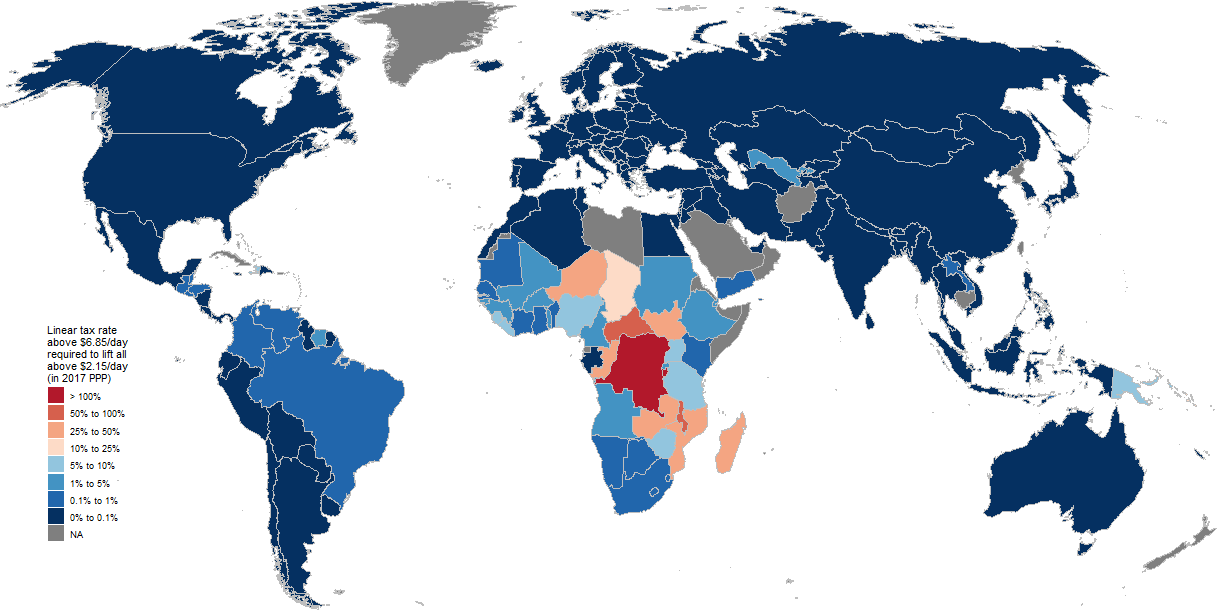 Linear tax rate
above $6.85/day
required to lift all
above $2.15/day
(in 2017 PPP)
> 100%
50% to 100%
25% to 50%
10% to 25%
5% to 10%
1% to 5%
0.1% to 1%
0% to 0.1%
NA